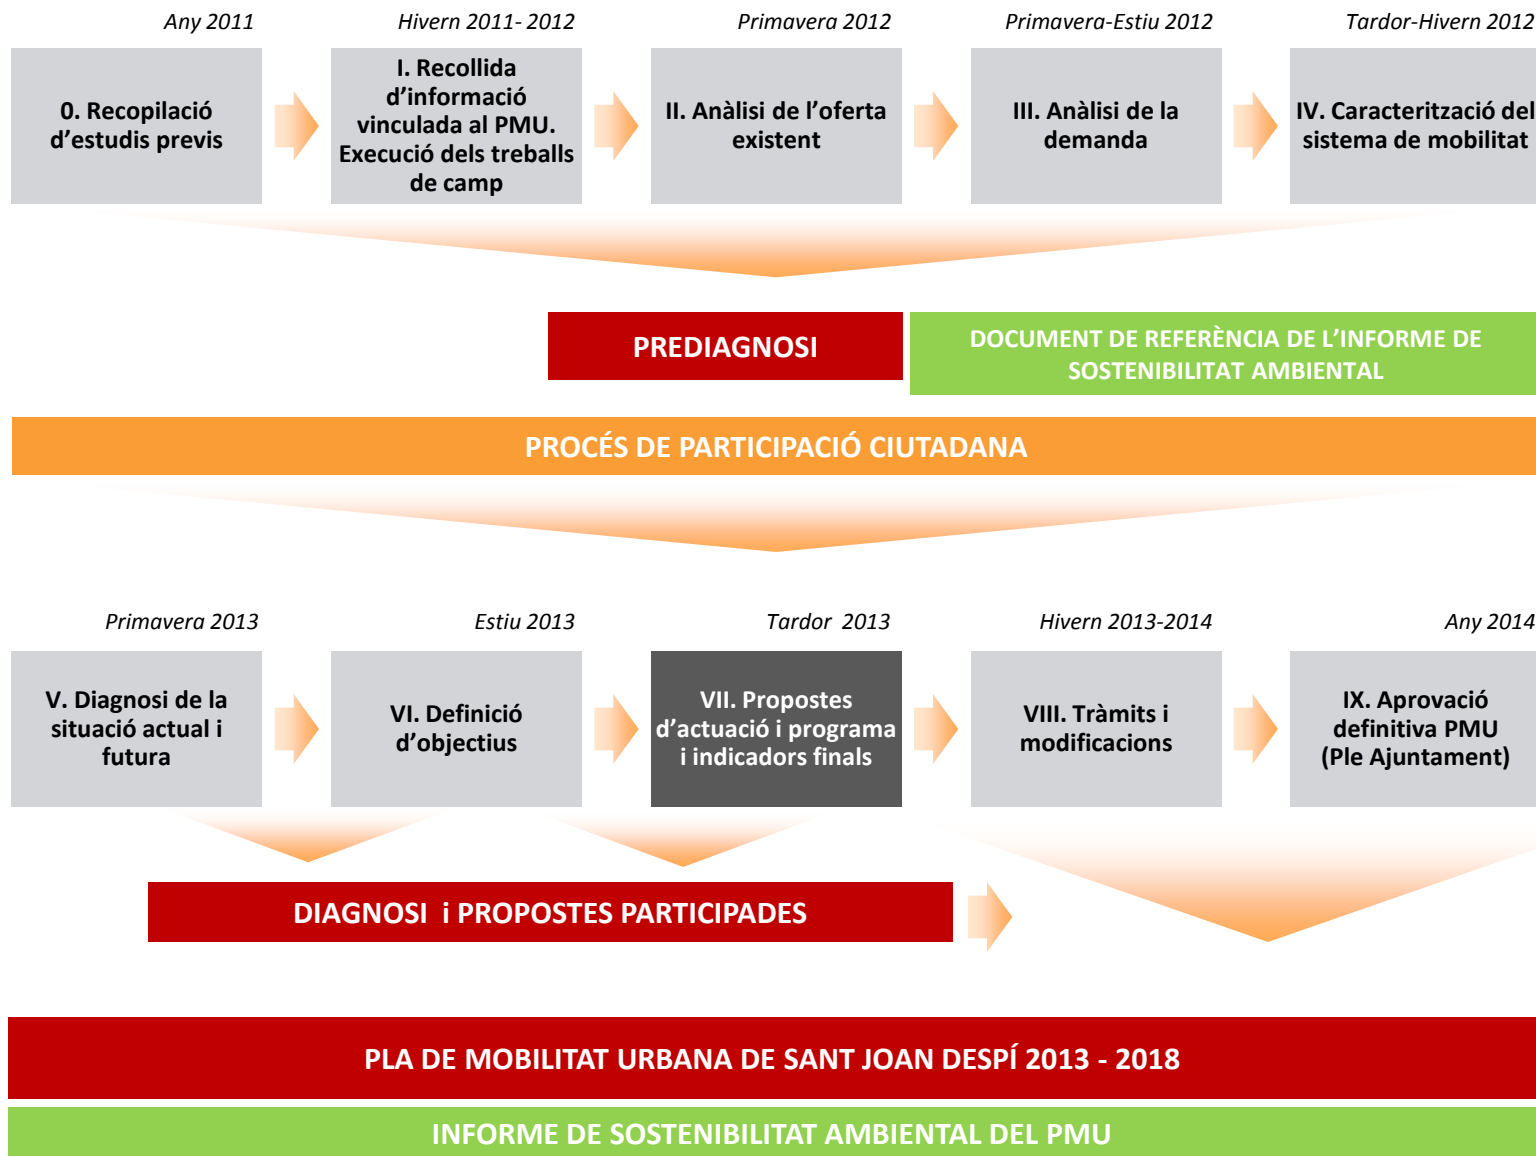 Any 2011
Hivern 2011- 2012
Primavera 2012
Primavera-Estiu 2012
Tardor-Hivern 2012
0. Recopilació
d’estudis previs
I. Recollida
d’informació
vinculada al PMU.
Execució dels treballs
de camp
II. Anàlisi de l’oferta
existent
III. Anàlisi de la
demanda
IV. Caracterització del
sistema de mobilitat
PREDIAGNOSI
DOCUMENT DE REFERÈNCIA DE L’INFORME DE
SOSTENIBILITAT AMBIENTAL
PROCÉS DE PARTICIPACIÓ CIUTADANA
Primavera 2013
Estiu 2013
Tardor 2013
Hivern 2013-2014
Any 2014
V. Diagnosi de la
situació actual i
futura
VI. Definició
d’objectius
VII. Propostes
d’actuació i programa
i indicadors finals
VIII. Tràmits i
modificacions
IX. Aprovació
definitiva PMU
(Ple Ajuntament)
DIAGNOSI i PROPOSTES PARTICIPADES
PLA DE MOBILITAT URBANA DE SANT JOAN DESPÍ 2013 - 2018
INFORME DE SOSTENIBILITAT AMBIENTAL DEL PMU